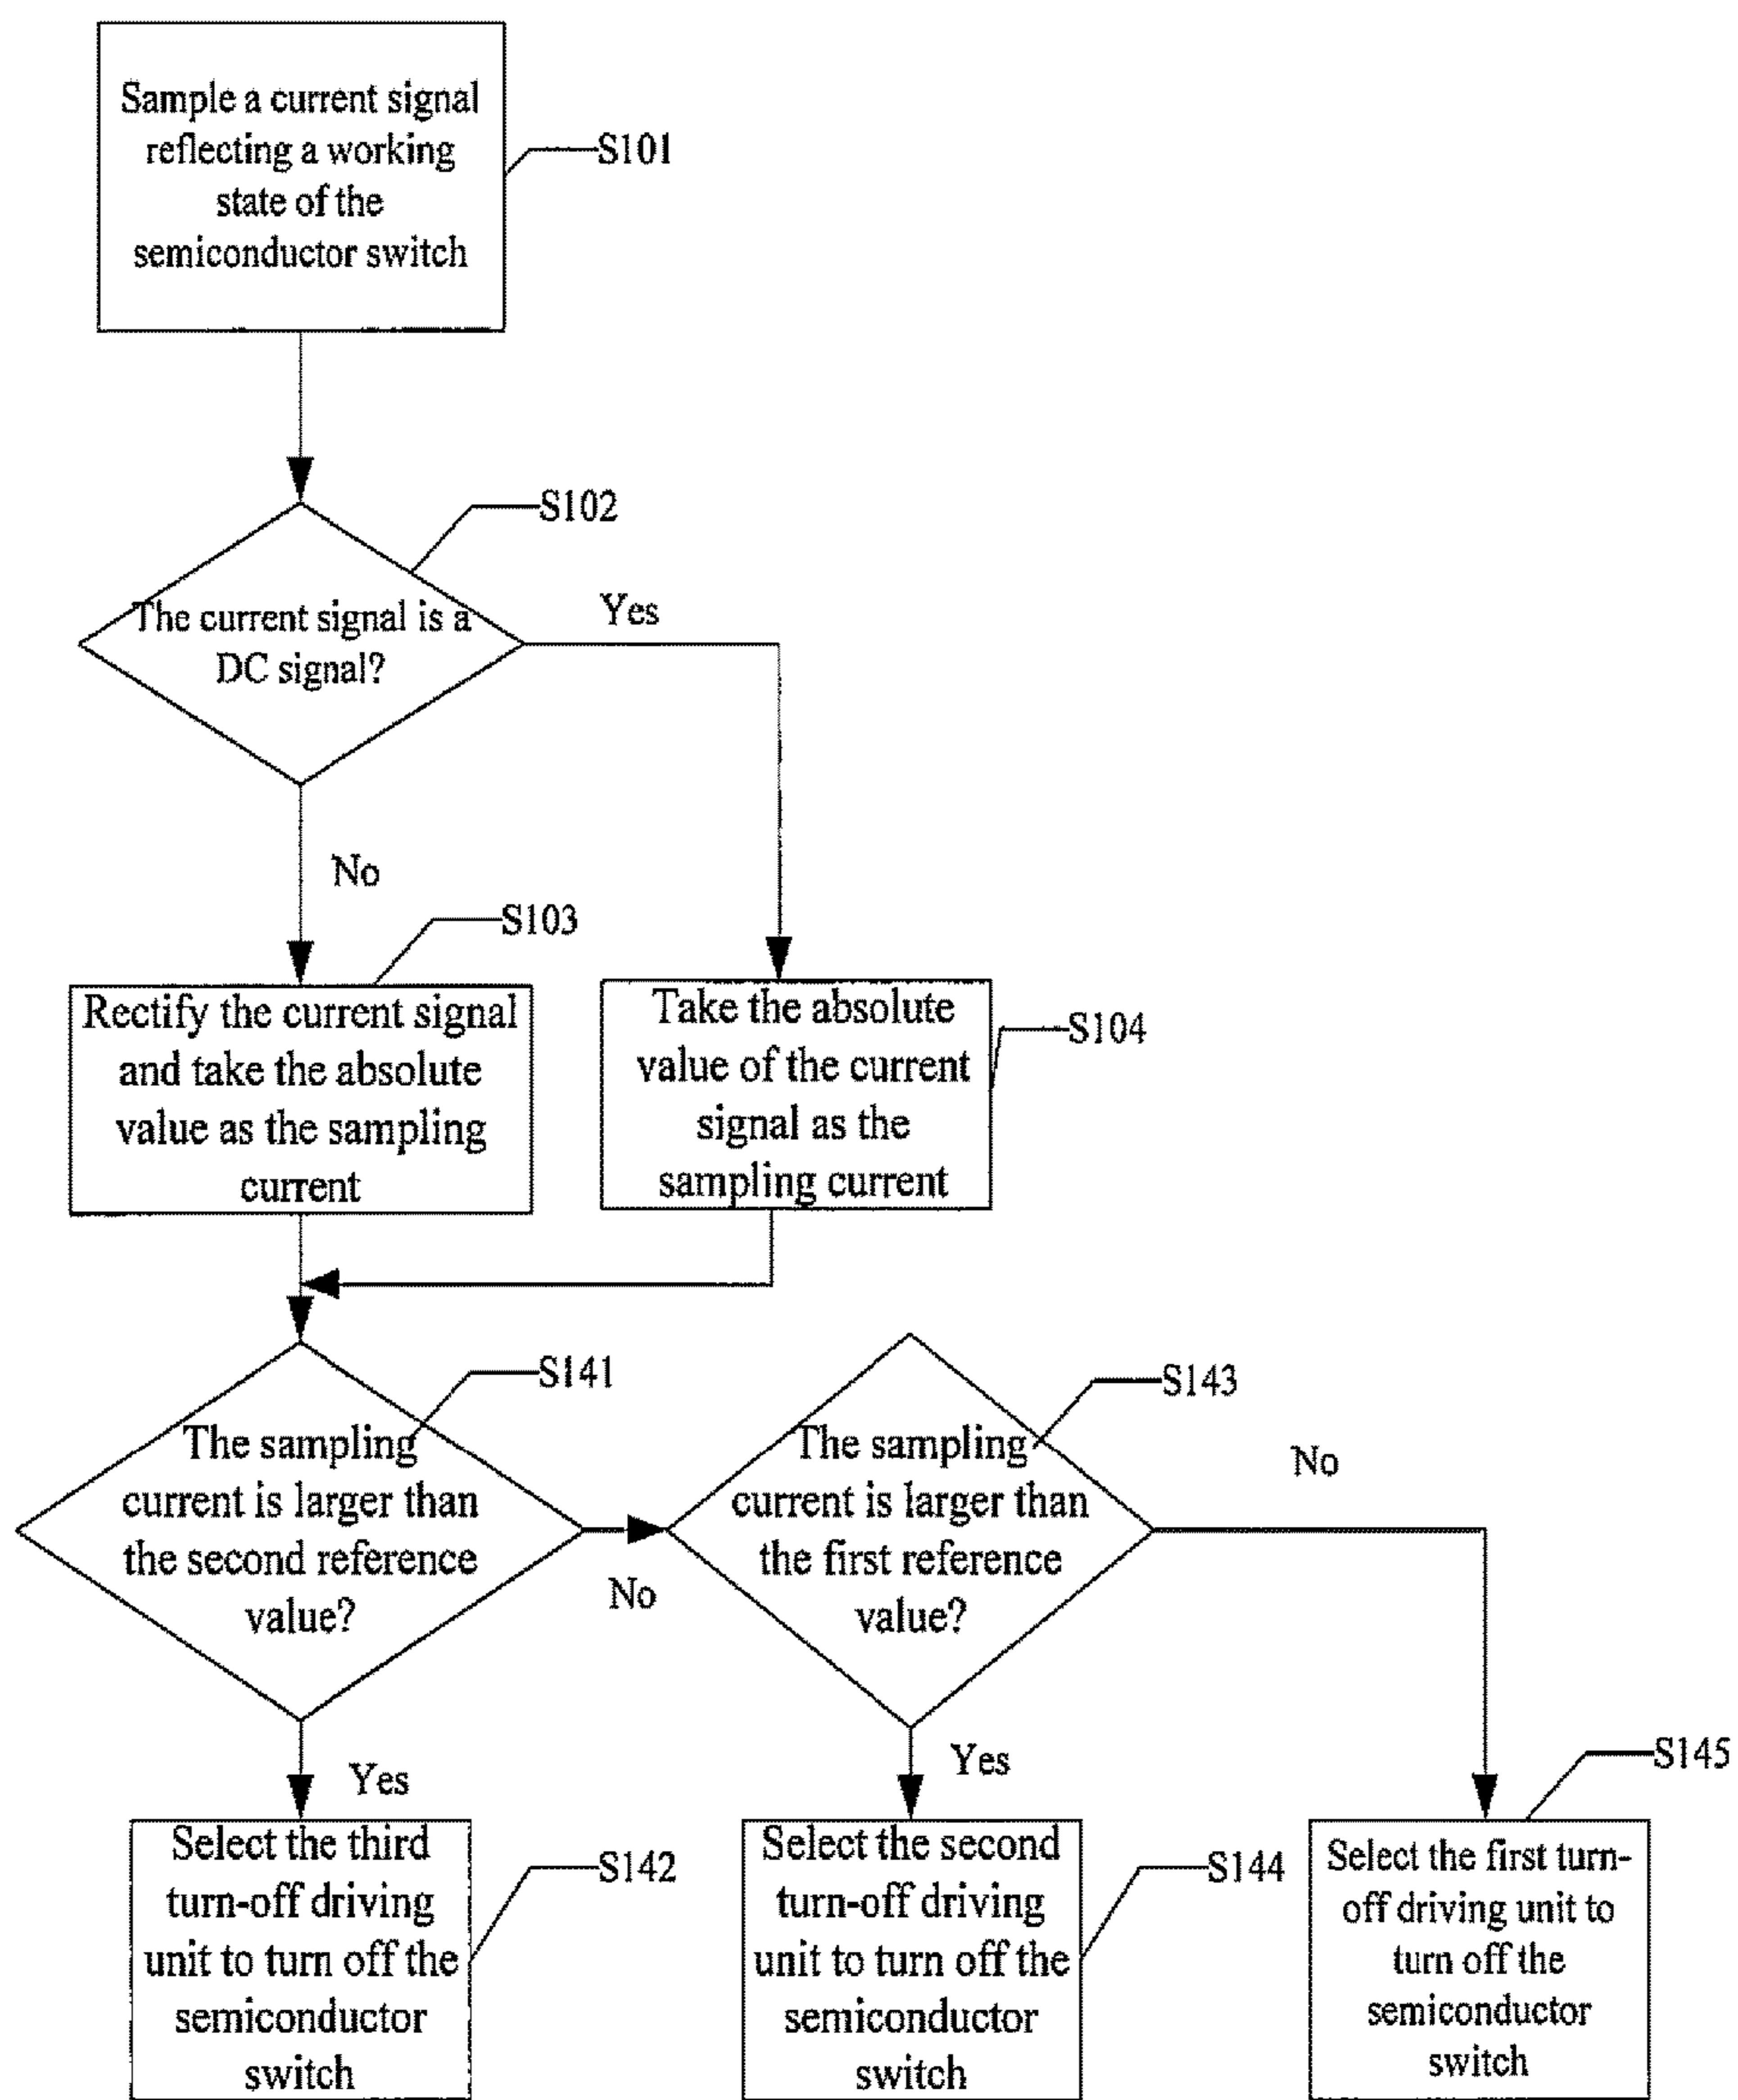 Sample a current signal
reflecting a working
state of the
semiconductor switch
S101
S102
The current signal is a
DC signal?
Yes
No
S103
Rectify the current signal
and take the absolute
value as the sampling
current
Take the absolute
value of the current
signal as the
sampling current
S104
S141
The sampling
current is larger than
the second reference
value?
No
S143
The sampling
current is larger than
the first reference
value?
No
Yes
Yes
S145
Select the third
turn-off driving
unit to turn off the
semiconductor
switch
S142
Select the second
turn-off driving
unit to turn off the
semiconductor
switch
S144
Select the first turn-
off driving unit to
turn off the
semiconductor
switch